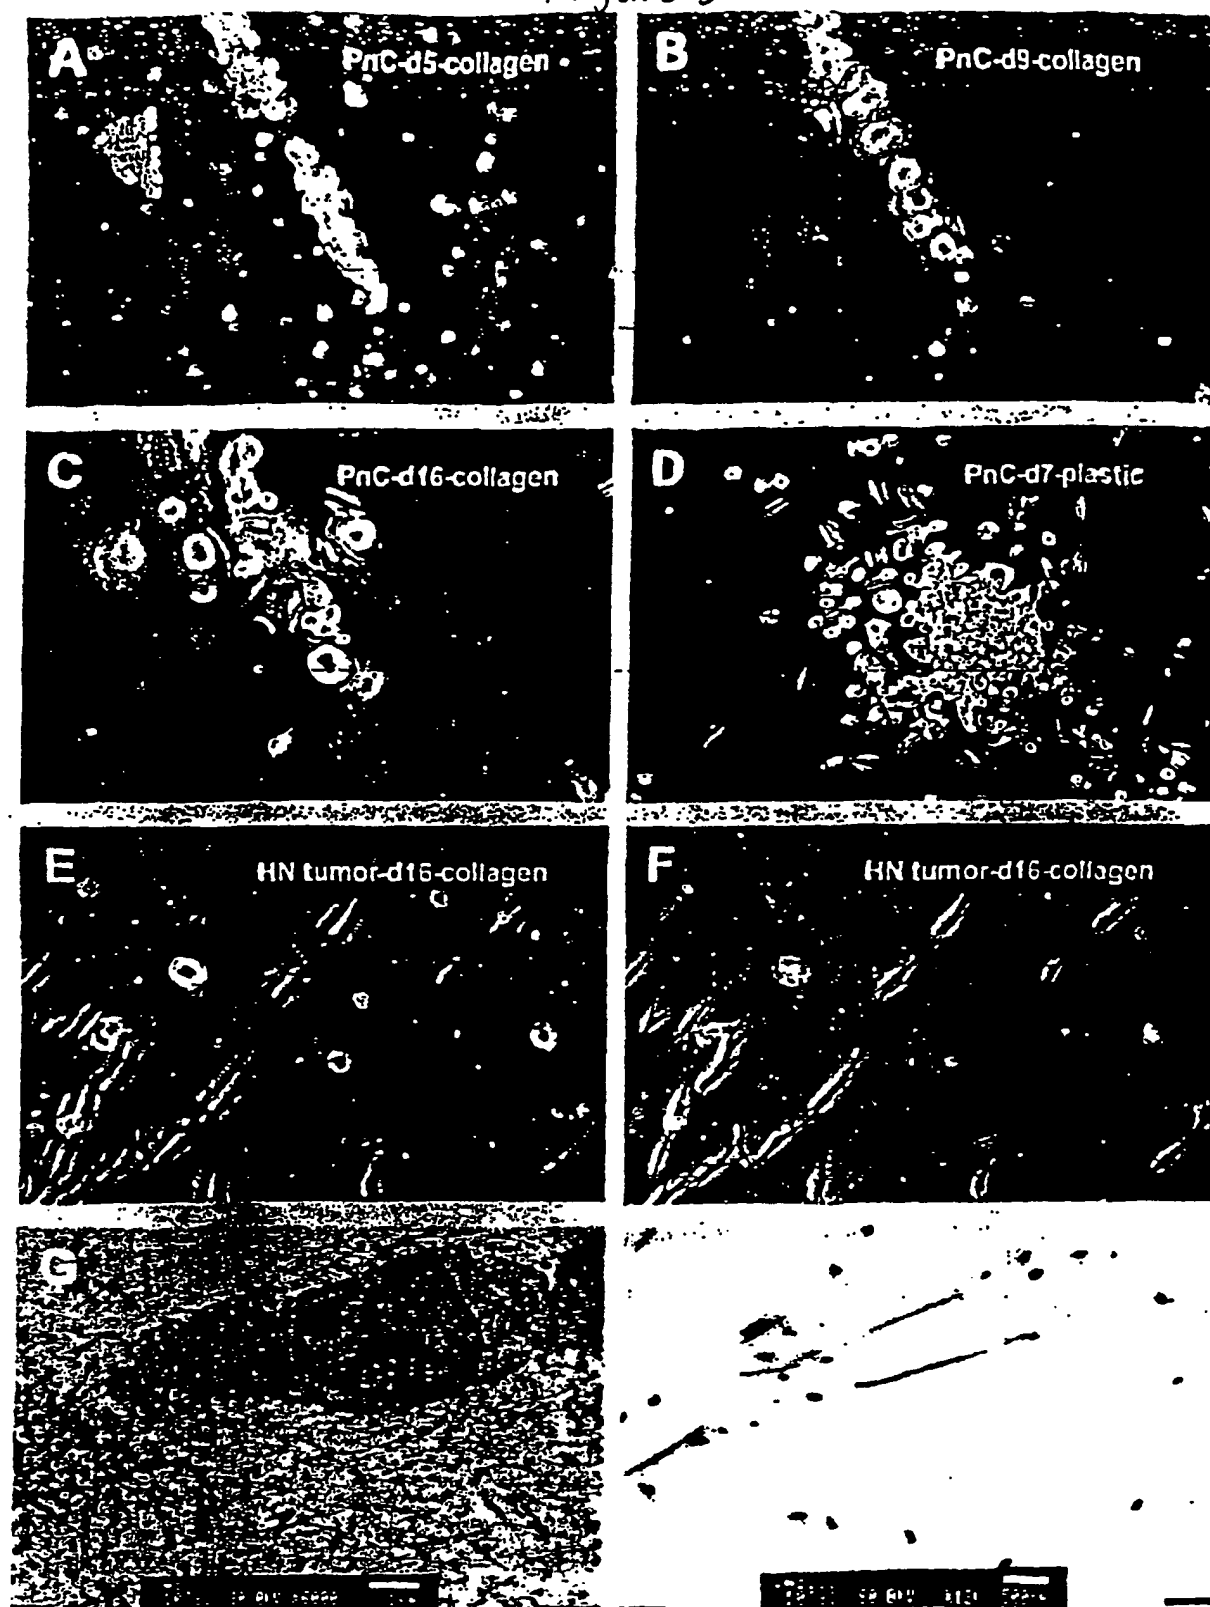 A
PnC-d5-collagen
B
PnC-d9-collagen
C
PnC-d16-collagen
D
PnC-d7-plastic
E
HN tumor-d16-collagen
F
HN tumor-d16-collagen
G